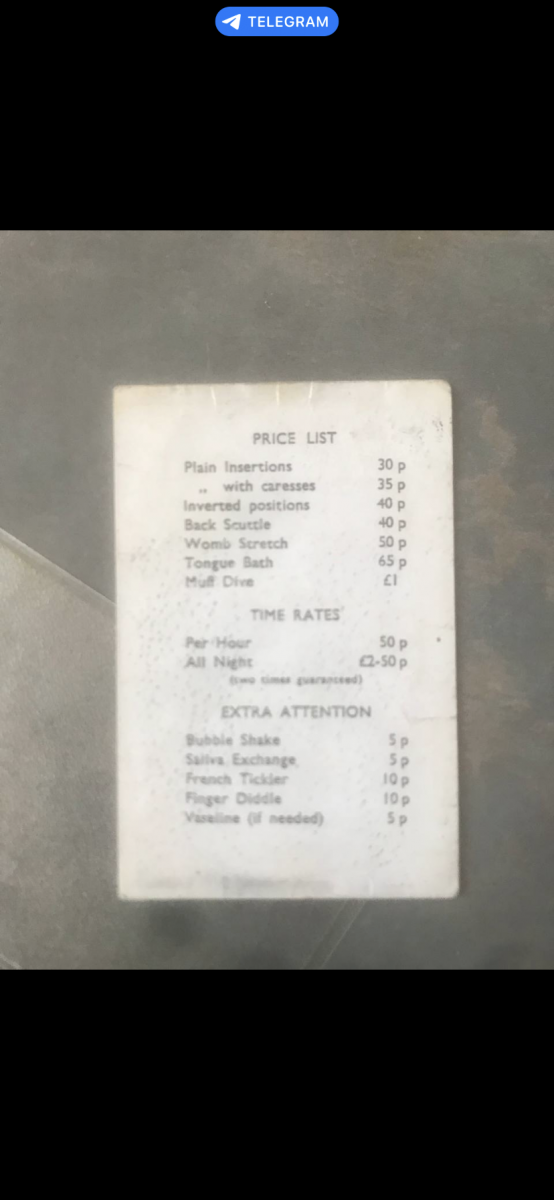 TELEGRAM
PRICE LIST
Plain Insertions 30 p
„ with caresses 35 p
Inverted positions 40 p
Back Scuttle 40 p
Womb Stretch 50 p
Tongue Bath 65 p
Muff Dive £1
TIME RATES
Per Hour 50 p
All Night £2-50 p
(two times guaranteed)
EXTRA ATTENTION
Bubble Shake 5 p
Saliva Exchange 5 p
French Tickler 10 p
Finger Diddle 10 p
Vaseline (if needed) 5 p